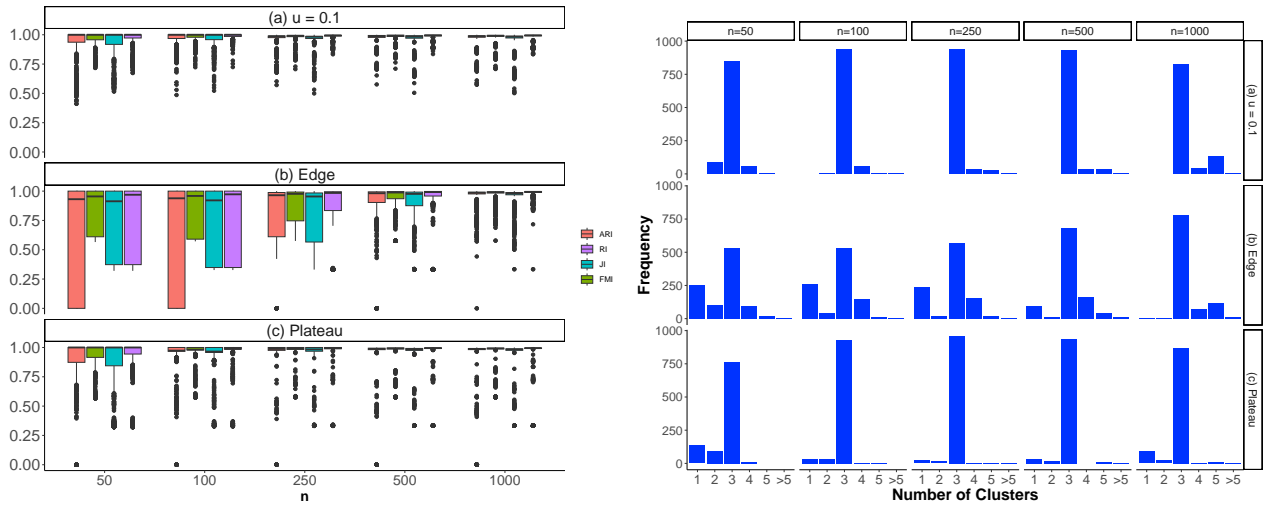 (a) u = 0.1
1.00
0.75
0.50
0.25
0.00
(b) Edge
1.00
0.75
0.50
0.25
0.00
(c) Plateau
1.00
0.75
0.50
0.25
0.00
50 100 250 500 1000
n
ARI
RI
JI
FMI
n=50 n=100 n=250 n=500 n=1000
1000
750
500
250
0
(a) u = 0.1
1000
750
500
250
0
(b) Edge
1000
750
500
250
0
(c) Plateau
Frequency
1 2 3 4 5 >5 1 2 3 4 5 >5 1 2 3 4 5 >5 1 2 3 4 5 >5 1 2 3 4 5 >5
Number of Clusters